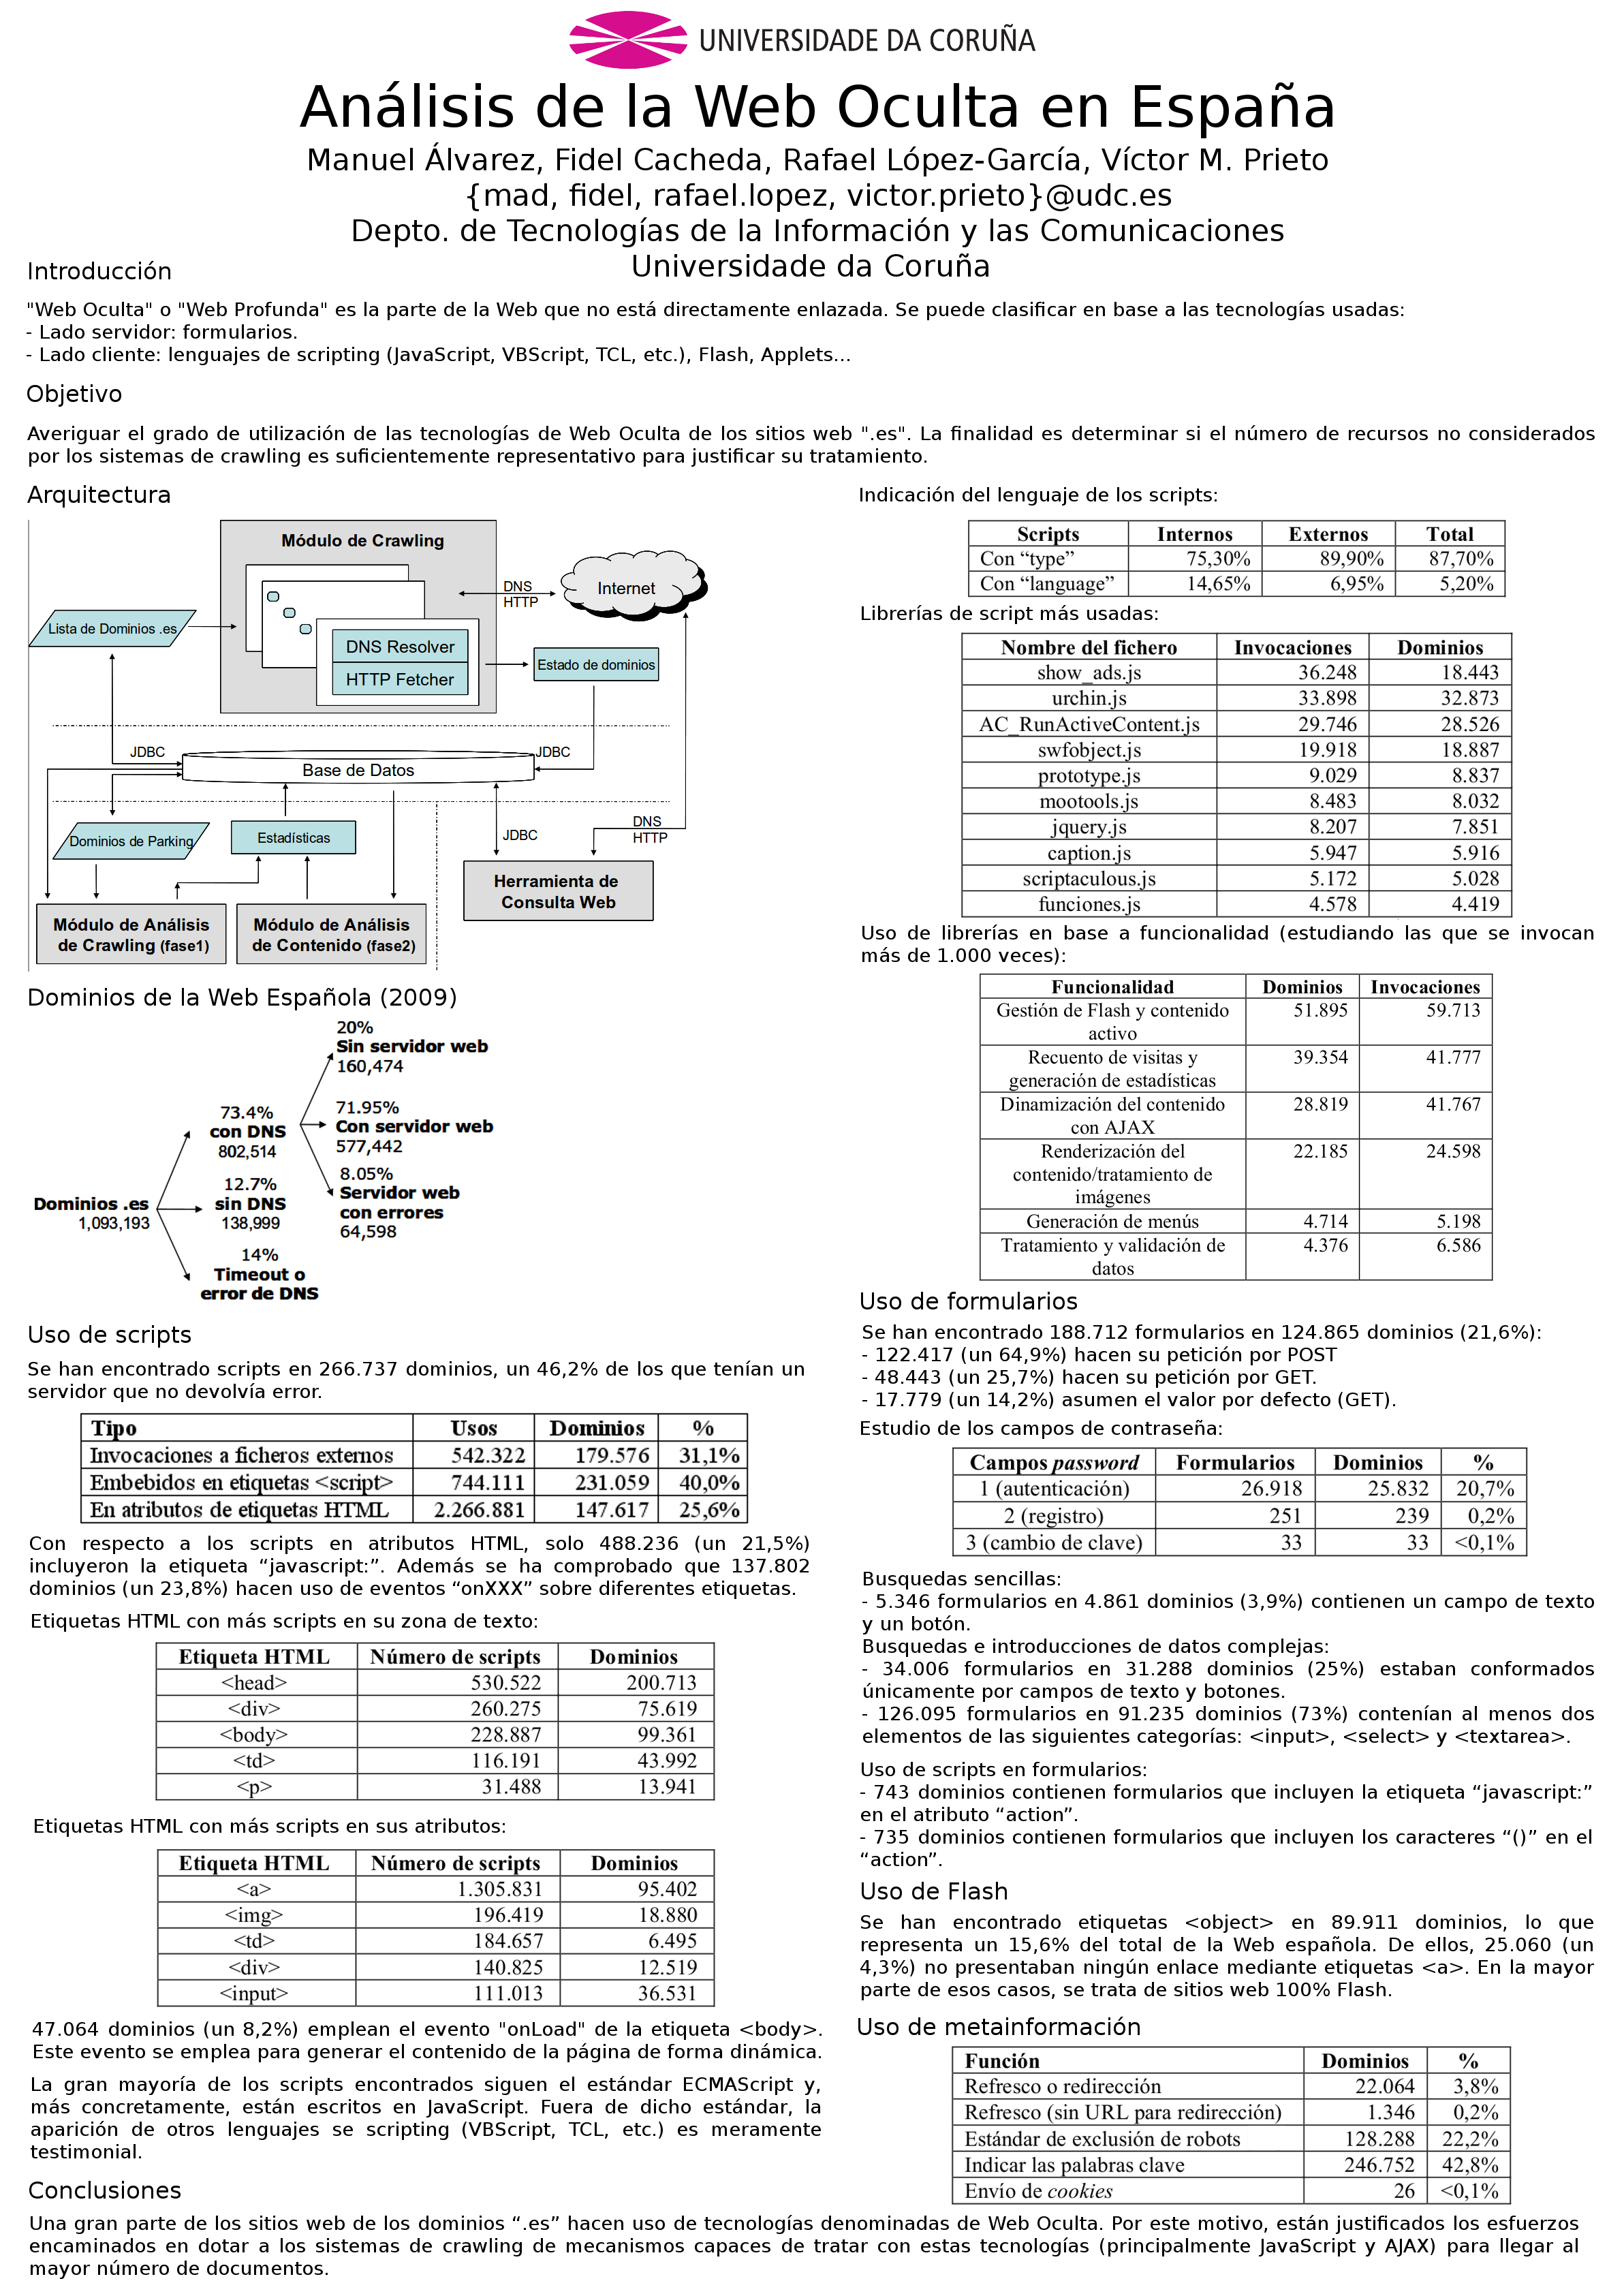 UNIVERSIDADE DA CORUÑA
Análisis de la Web Oculta en España
Manuel Álvarez, Fidel Cacheda, Rafael López-García, Víctor M. Prieto
{mad, fidel, rafael.lopez, victor.prieto}@udc.es
Depto. de Tecnologías de la Información y las Comunicaciones
Universidade da Coruña
Introducción
"Web Oculta" o "Web Profunda" es la parte de la Web que no está directamente enlazada. Se puede clasificar en base a las tecnologías usadas:
- Lado servidor: formularios.
- Lado cliente: lenguajes de scripting (JavaScript, VBScript, TCL, etc.), Flash, Applets...
Objetivo
Averiguar el grado de utilización de las tecnologías de Web Oculta de los sitios web ".es". La finalidad es determinar si el número de recursos no considerados
por los sistemas de crawling es suficientemente representativo para justificar su tratamiento.
Arquitectura
Módulo de Crawling
DNS
HTTP
Internet
Lista de Dominios .es
DNS Resolver
HTTP Fetcher
Estado de dominios
JDBC
JDBC
Base de Datos
Dominios de Parking
Estadísticas
JDBC
DNS
HTTP
Herramienta de
Consulta Web
Módulo de Análisis
de Crawling (fase1)
Módulo de Análisis
de Contenido (fase2)
Dominios de la Web Española (2009)
20%
Sin servidor web
160,474
73.4%
con DNS
802,514
71.95%
Con servidor web
577,442
8.05%
Servidor web
con errores
64,598
Dominios .es
1,093,193
12.7%
sin DNS
138,999
14%
Timeout o
error de DNS
Uso de scripts
Se han encontrado scripts en 266.737 dominios, un 46,2% de los que tenían un
servidor que no devolvía error.
Tipo Usos Dominios %
Invocaciones a ficheros externos 542.322 179.576 31,1%
Embebidos en etiquetas <script> 744.111 231.059 40,0%
En atributos de etiquetas HTML 2.266.881 147.617 25,6%
Con respecto a los scripts en atributos HTML, solo 488.236 (un 21,5%)
incluyeron la etiqueta “javascript:”. Además se ha comprobado que 137.802
dominios (un 23,8%) hacen uso de eventos “onXXX” sobre diferentes etiquetas.
Etiquetas HTML con más scripts en su zona de texto:
Etiqueta HTML Número de scripts Dominios
<head> 530.522 200.713
<div> 260.275 75.619
<body> 228.887 99.361
<td> 116.191 43.992
<p> 31.488 13.941
Etiquetas HTML con más scripts en sus atributos:
Etiqueta HTML Número de scripts Dominios
<a> 1.305.831 95.402
<img> 196.419 18.880
<td> 184.657 6.495
<div> 140.825 12.519
<input> 111.013 36.531
47.064 dominios (un 8,2%) emplean el evento "onLoad" de la etiqueta <body>.
Este evento se emplea para generar el contenido de la página de forma dinámica.
La gran mayoría de los scripts encontrados siguen el estándar ECMAScript y,
más concretamente, están escritos en JavaScript. Fuera de dicho estándar, la
aparición de otros lenguajes se scripting (VBScript, TCL, etc.) es meramente
testimonial.
Indicación del lenguaje de los scripts:
Scripts Internos Externos Total
Con “type” 75,30% 89,90% 87,70%
Con “language” 14,65% 6,95% 5,20%
Librerías de script más usadas:
Nombre del fichero Invocaciones Dominios
show_ads.js 36.248 18.443
urchin.js 33.898 32.873
AC_RunActiveContent.js 29.746 28.526
swfobject.js 19.918 18.887
prototype.js 9.029 8.837
mootools.js 8.483 8.032
jquery.js 8.207 7.851
caption.js 5.947 5.916
scriptaculous.js 5.172 5.028
funciones.js 4.578 4.419
Uso de librerías en base a funcionalidad (estudiando las que se invocan
más de 1.000 veces):
Funcionalidad Dominios Invocaciones
Gestión de Flash y contenido 51.895 59.713
activo
Recuento de visitas y 39.354 41.777
generación de estadísticas
Dinamización del contenido 28.819 41.767
con AJAX
Renderización del 22.185 24.598
contenido/tratamiento de
imágenes
Generación de menús 4.714 5.198
Tratamiento y validación de 4.376 6.586
datos
Uso de formularios
Se han encontrado 188.712 formularios en 124.865 dominios (21,6%):
- 122.417 (un 64,9%) hacen su petición por POST
- 48.443 (un 25,7%) hacen su petición por GET.
- 17.779 (un 14,2%) asumen el valor por defecto (GET).
Estudio de los campos de contraseña:
Campos password Formularios Dominios %
1 (autenticación) 26.918 25.832 20,7%
2 (registro) 251 239 0,2%
3 (cambio de clave) 33 33 <0,1%
Busquedas sencillas:
- 5.346 formularios en 4.861 dominios (3,9%) contienen un campo de texto
y un botón.
Busquedas e introducciones de datos complejas:
- 34.006 formularios en 31.288 dominios (25%) estaban conformados
únicamente por campos de texto y botones.
- 126.095 formularios en 91.235 dominios (73%) contenían al menos dos
elementos de las siguientes categorías: <input>, <select> y <textarea>.
Uso de scripts en formularios:
- 743 dominios contienen formularios que incluyen la etiqueta “javascript:”
en el atributo “action”.
- 735 dominios contienen formularios que incluyen los caracteres “()” en el
“action”.
Uso de Flash
Se han encontrado etiquetas <object> en 89.911 dominios, lo que
representa un 15,6% del total de la Web española. De ellos, 25.060 (un
4,3%) no presentaban ningún enlace mediante etiquetas <a>. En la mayor
parte de esos casos, se trata de sitios web 100% Flash.
Uso de metainformación
Función Dominios %
Refresco o redirección 22.064 3,8%
Refresco (sin URL para redirección) 1.346 0,2%
Estándar de exclusión de robots 128.288 22,2%
Indicar las palabras clave 246.752 42,8%
Envío de cookies 26 <0,1%
Conclusiones
Una gran parte de los sitios web de los dominios “.es” hacen uso de tecnologías denominadas de Web Oculta. Por este motivo, están justificados los esfuerzos
encaminados en dotar a los sistemas de crawling de mecanismos capaces de tratar con estas tecnologías (principalmente JavaScript y AJAX) para llegar al
mayor número de documentos.